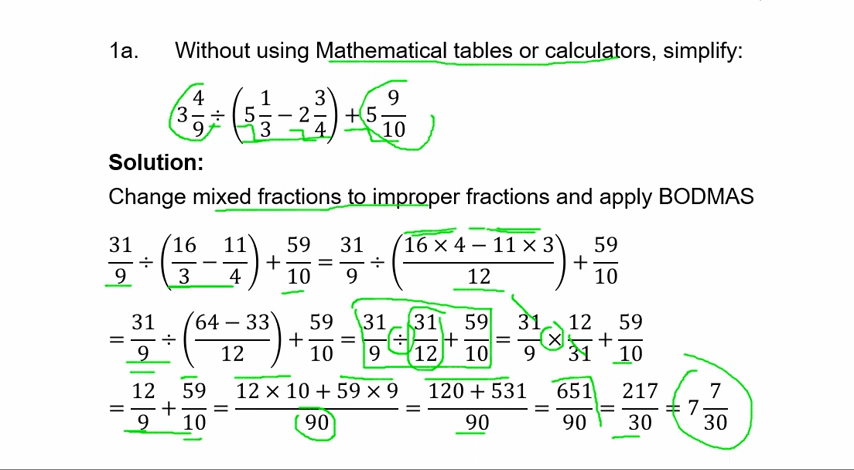 1a. Without using Mathematical tables or calculators, simplify:
3 4/9 ÷ (5 1/3 − 2 3/4) + 5 9/10
Solution:
Change mixed fractions to improper fractions and apply BODMAS
31/9 ÷ (16/3 − 11/4) + 59/10 = 31/9 ÷ ((16 × 4 − 11 × 3)/12) + 59/10
= 31/9 ÷ ((64 − 33)/12) + 59/10 = 31/9 ÷ 31/12 + 59/10 = 31/9 × 12/31 + 59/10
= 12/9 + 59/10 = (12 × 10 + 59 × 9)/90 = (120 + 531)/90 = 651/90 = 217/30 = 7 7/30